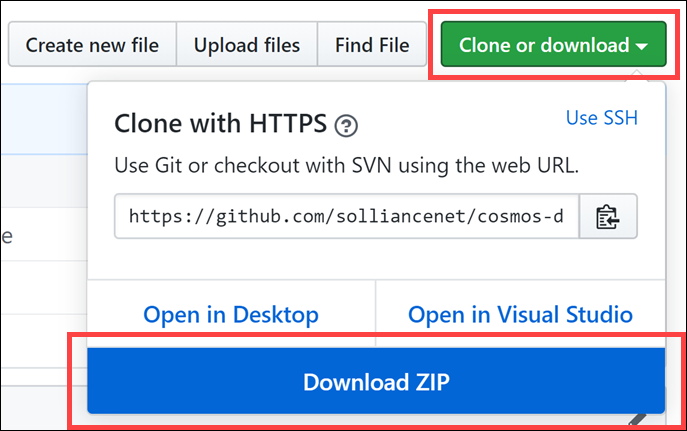 Create new file Upload files Find File Clone or download
Clone with HTTPS ?
Use SSH
Use Git or checkout with SVN using the web URL.
https://github.com/solliancenet/cosmos-d
e
Open in Desktop Open in Visual Studio
Download ZIP